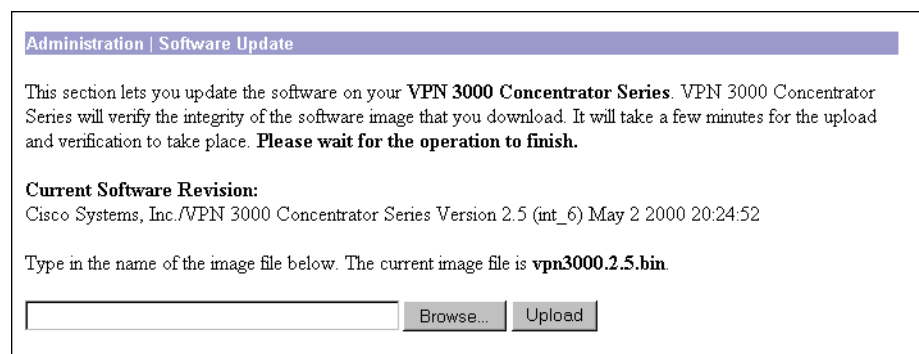 Administration | Software Update
This section lets you update the software on your VPN 3000 Concentrator Series. VPN 3000 Concentrator
Series will verify the integrity of the software image that you download. It will take a few minutes for the upload
and verification to take place. Please wait for the operation to finish.
Current Software Revision:
Cisco Systems, Inc./VPN 3000 Concentrator Series Version 2.5 (int_6) May 2 2000 20:24:52
Type in the name of the image file below. The current image file is vpn3000.2.5.bin.
Browse... Upload